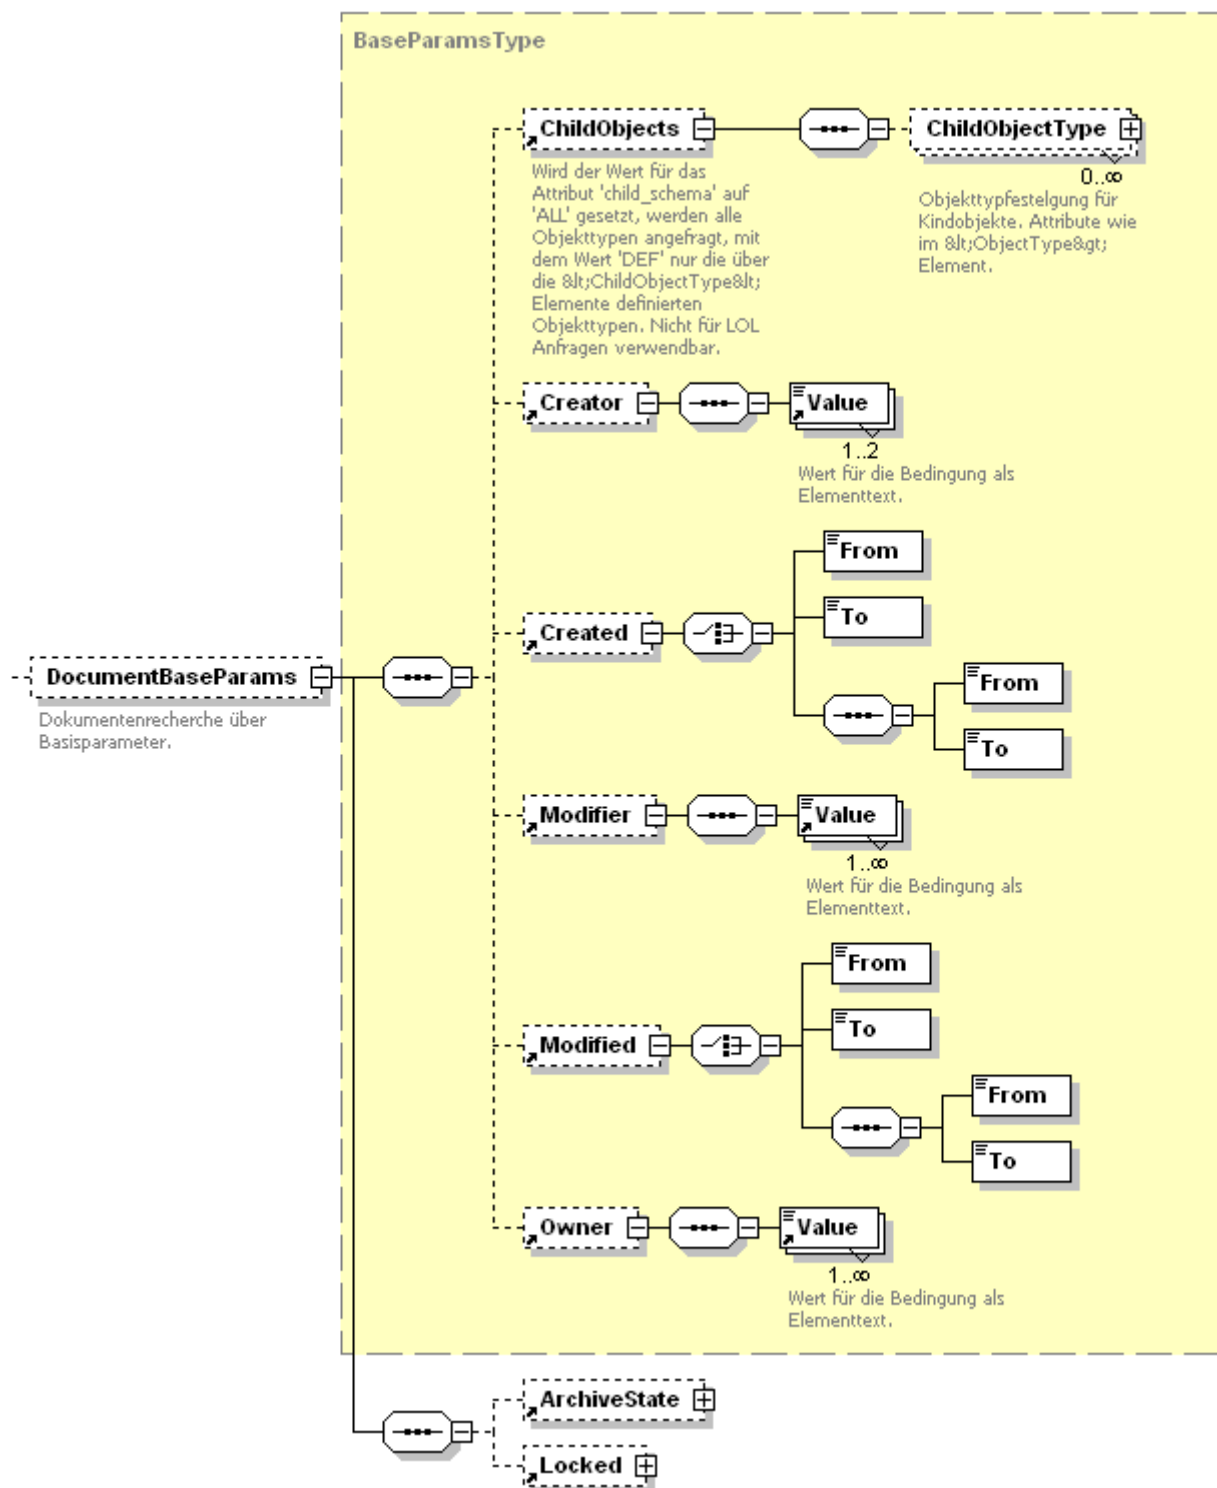 BaseParamsType
ChildObjects
ChildObjectType
0..∞
Wird der Wert für das
Attribut 'child_schema' auf
'ALL' gesetzt, werden alle
Objekttypen angefragt, mit
dem Wert 'DEF' nur die über
die &lt;ChildObjectType&lt;
Elemente definierten
Objekttypen. Nicht für LOL
Anfragen verwendbar.
Objekttypfestelgung für
Kindobjekte. Attribute wie
im &lt;ObjectType&gt;
Element.
Creator
Value
1..2
Wert für die Bedingung als
Elementtext.
From
To
Created
From
To
DocumentBaseParams
Dokumentenrecherche über
Basisparameter.
Modifier
Value
1..∞
Wert für die Bedingung als
Elementtext.
From
To
Modified
From
To
Owner
Value
1..∞
Wert für die Bedingung als
Elementtext.
ArchiveState
Locked